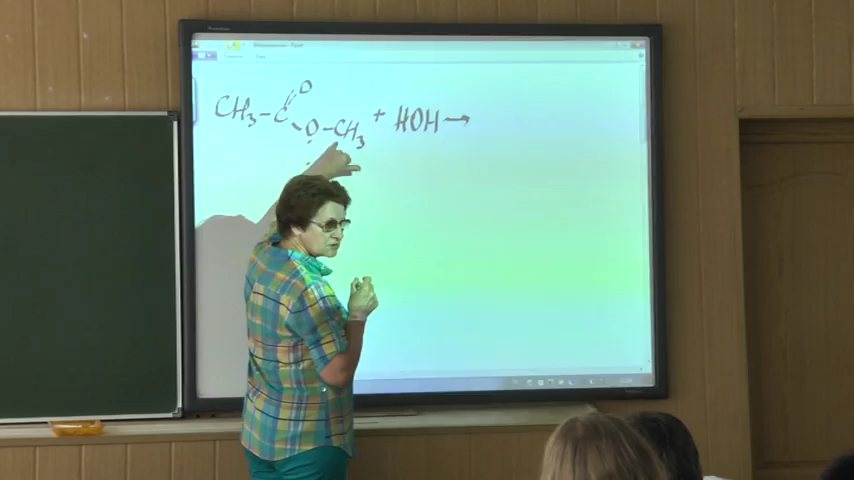 O
CH₃-C-O-CH₃ + HOH →